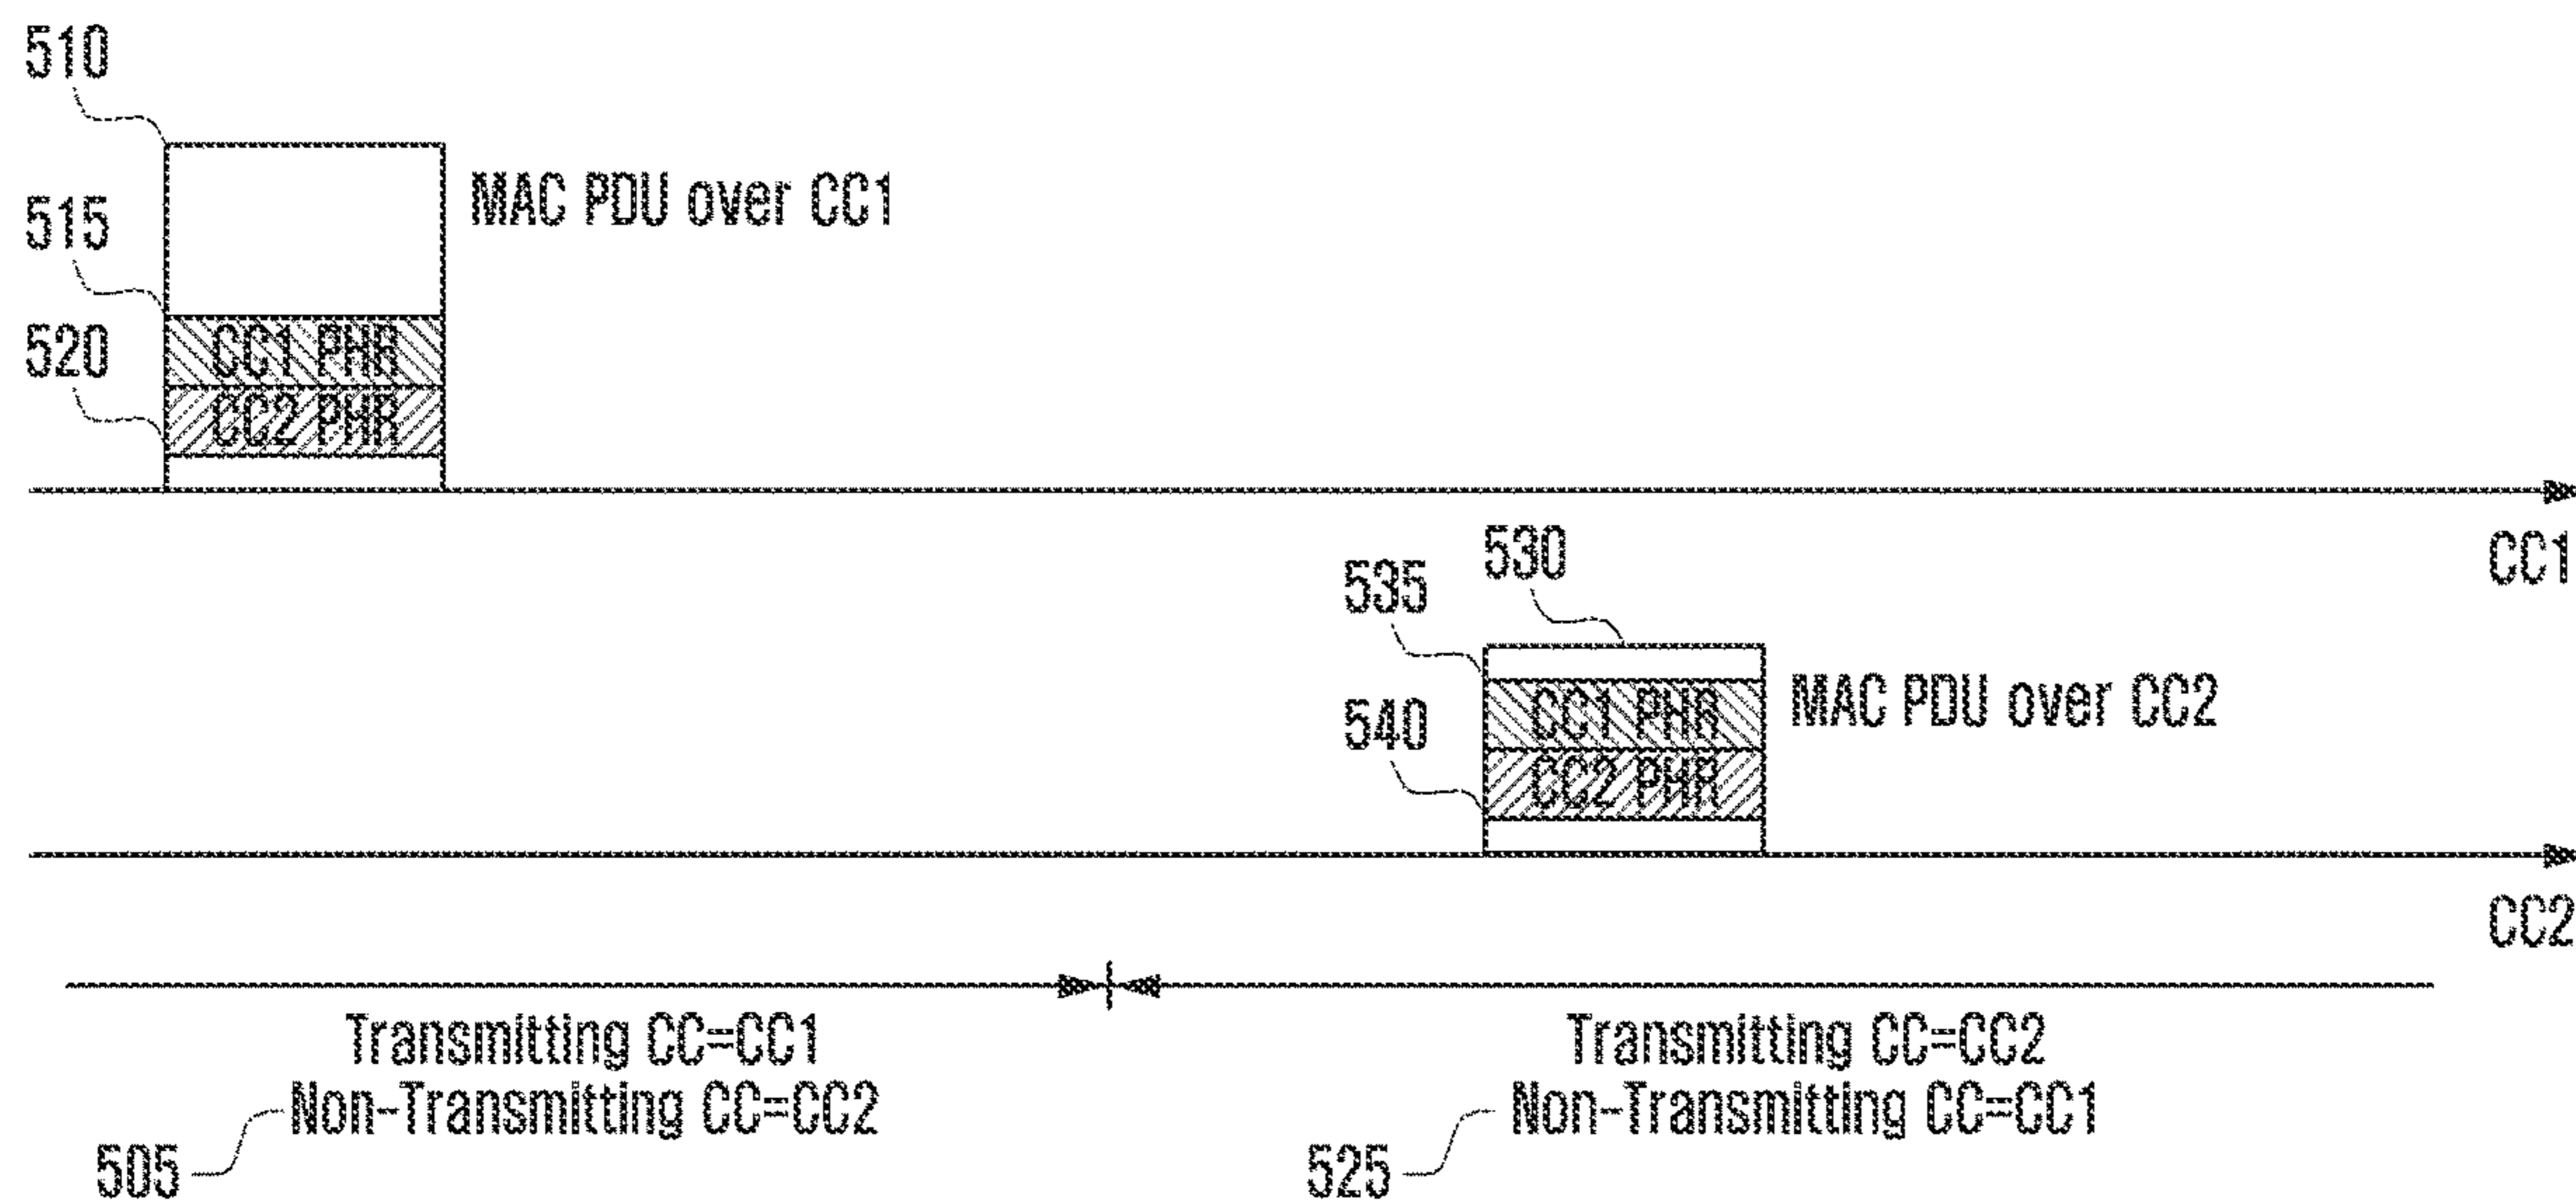 510
MAC PDU over CC1
515
520
CC1 PHR
CC2 PHR
CC1
530
535
CC1 PHR
MAC PDU over CC2
540
CC2 PHR
CC2
Transmitting CC=CC1
Non-Transmitting CC=CC2
505
Transmitting CC=CC2
Non-Transmitting CC=CC1
525